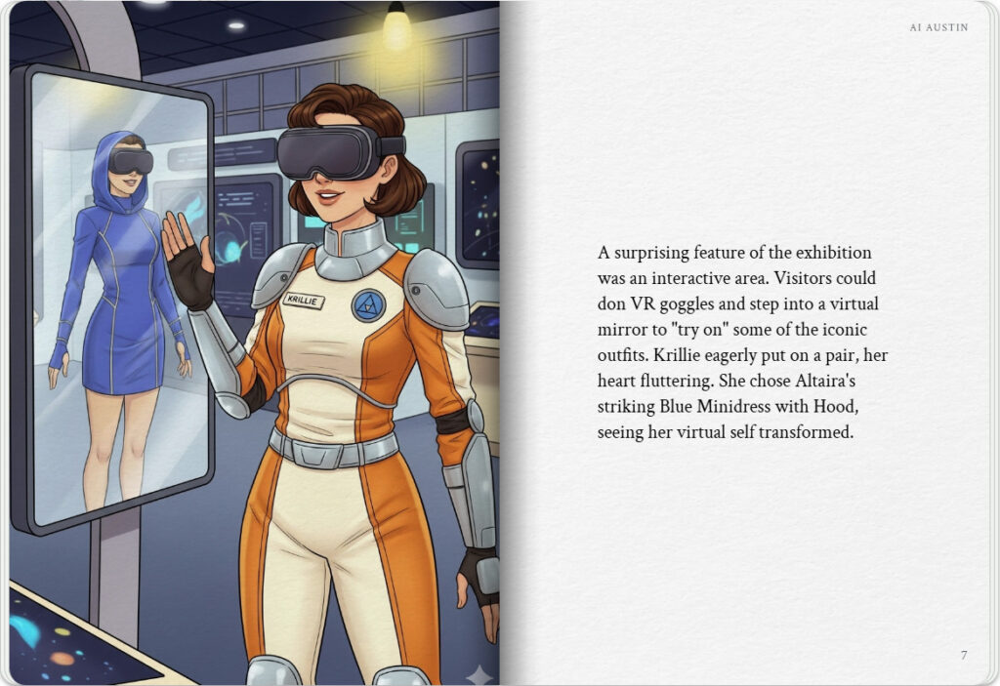 KRILLIE
AI AUSTIN
A surprising feature of the exhibition
was an interactive area. Visitors could
don VR goggles and step into a virtual
mirror to "try on" some of the iconic
outfits. Krillie eagerly put on a pair, her
heart fluttering. She chose Altaira's
striking Blue Minidress with Hood,
seeing her virtual self transformed.
7